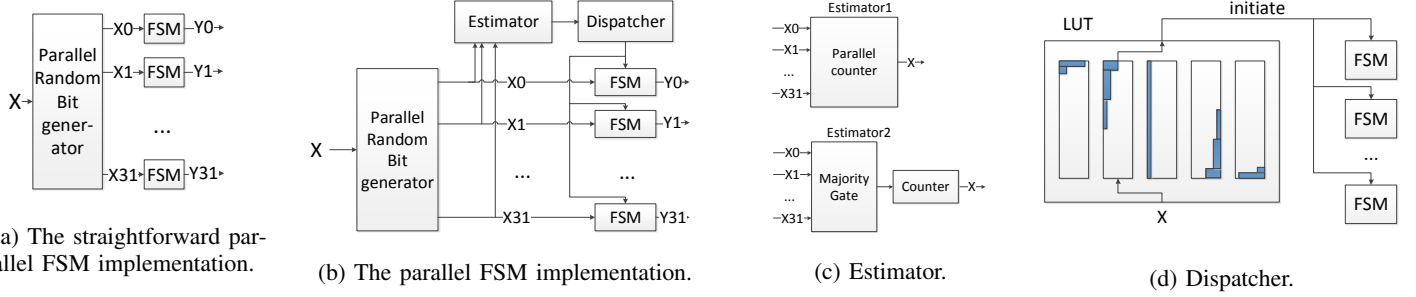 X
Parallel
Random
Bit
gener-
ator
X0 FSM Y0
X1 FSM Y1
...
X31 FSM Y31
a) The straightforward par-
allel FSM implementation.
Estimator
Dispatcher
X
Parallel
Random
Bit
generator
X0 FSM Y0
X1 FSM Y1
... ...
X31 FSM Y31
(b) The parallel FSM implementation.
Estimator1
X0
X1
...
X31
Parallel
counter
X
Estimator2
X0
X1
...
X31
Majority
Gate
Counter
X
(c) Estimator.
LUT
initiate
X
FSM
FSM
...
FSM
(d) Dispatcher.